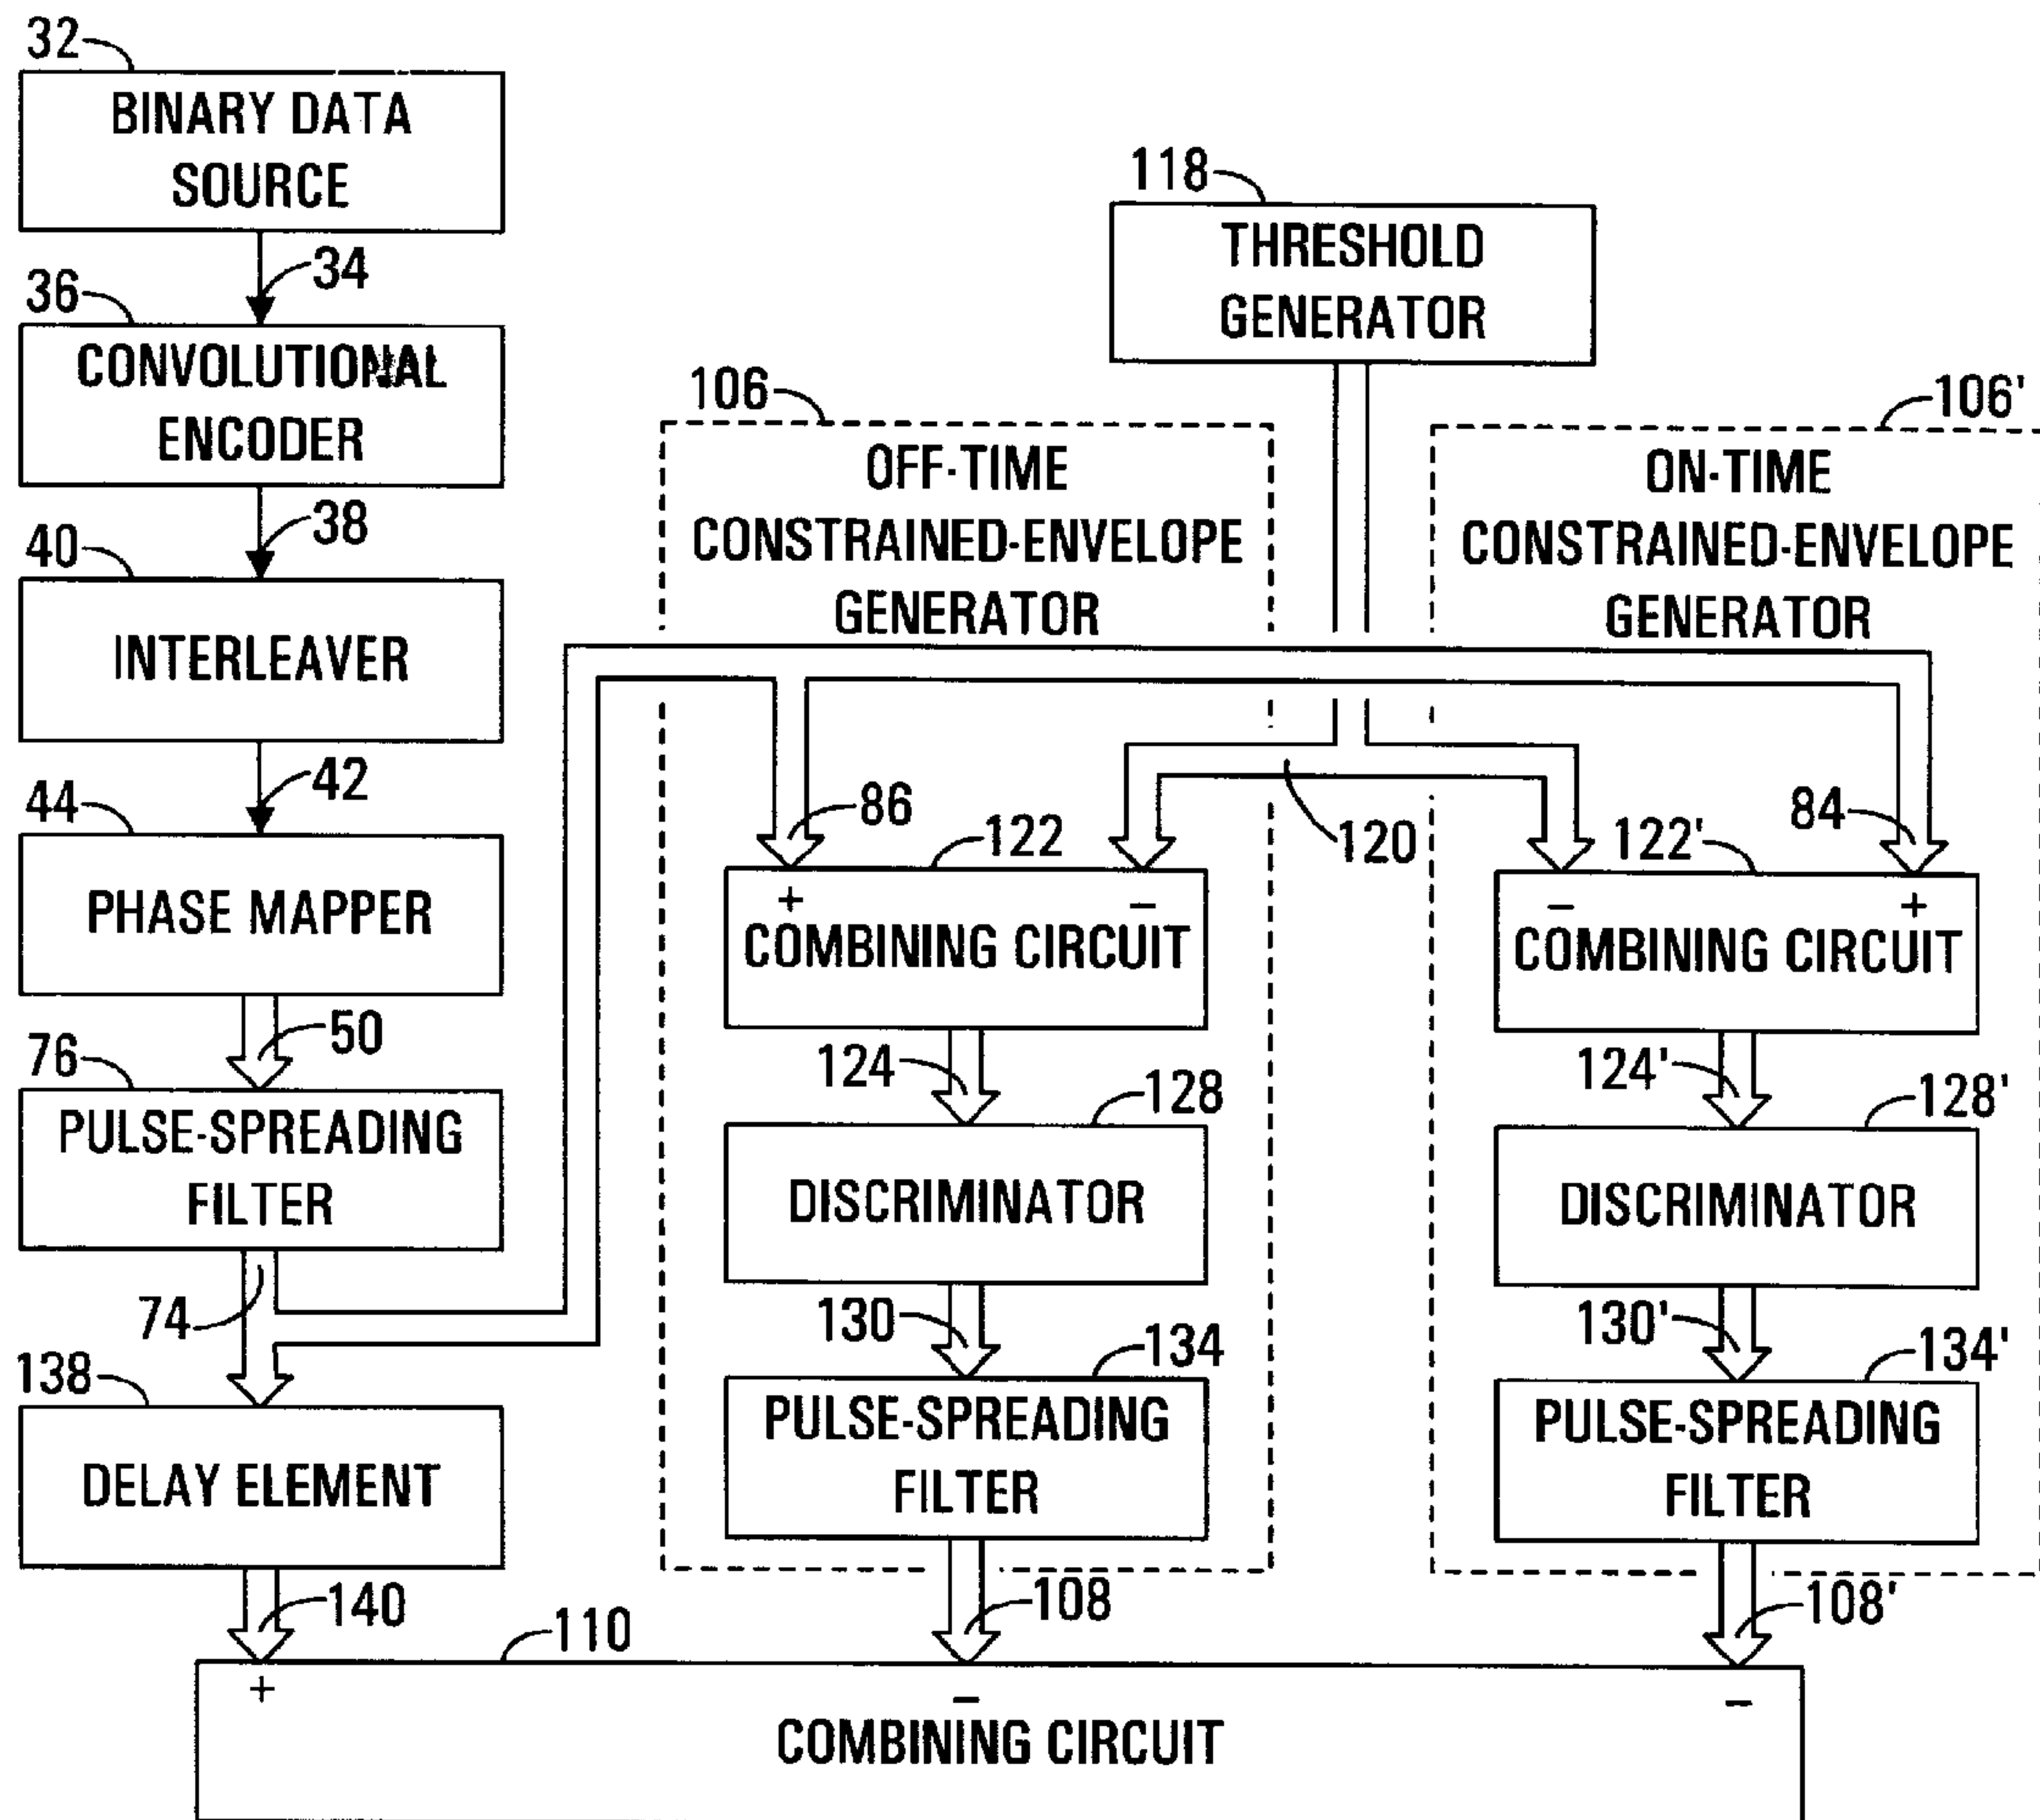 32
BINARY DATA
SOURCE
34
36
CONVOLUTIONAL
ENCODER
38
40
INTERLEAVER
42
44
PHASE MAPPER
50
76
PULSE-SPREADING
FILTER
74
138
DELAY ELEMENT
140
118
THRESHOLD
GENERATOR
120
106
OFF-TIME
CONSTRAINED-ENVELOPE
GENERATOR
86
122
+ −
COMBINING CIRCUIT
124
128
DISCRIMINATOR
130
134
PULSE-SPREADING
FILTER
108
106'
ON-TIME
CONSTRAINED-ENVELOPE
GENERATOR
84
122'
− +
COMBINING CIRCUIT
124'
128'
DISCRIMINATOR
130'
134'
PULSE-SPREADING
FILTER
108'
110
+ − −
COMBINING CIRCUIT